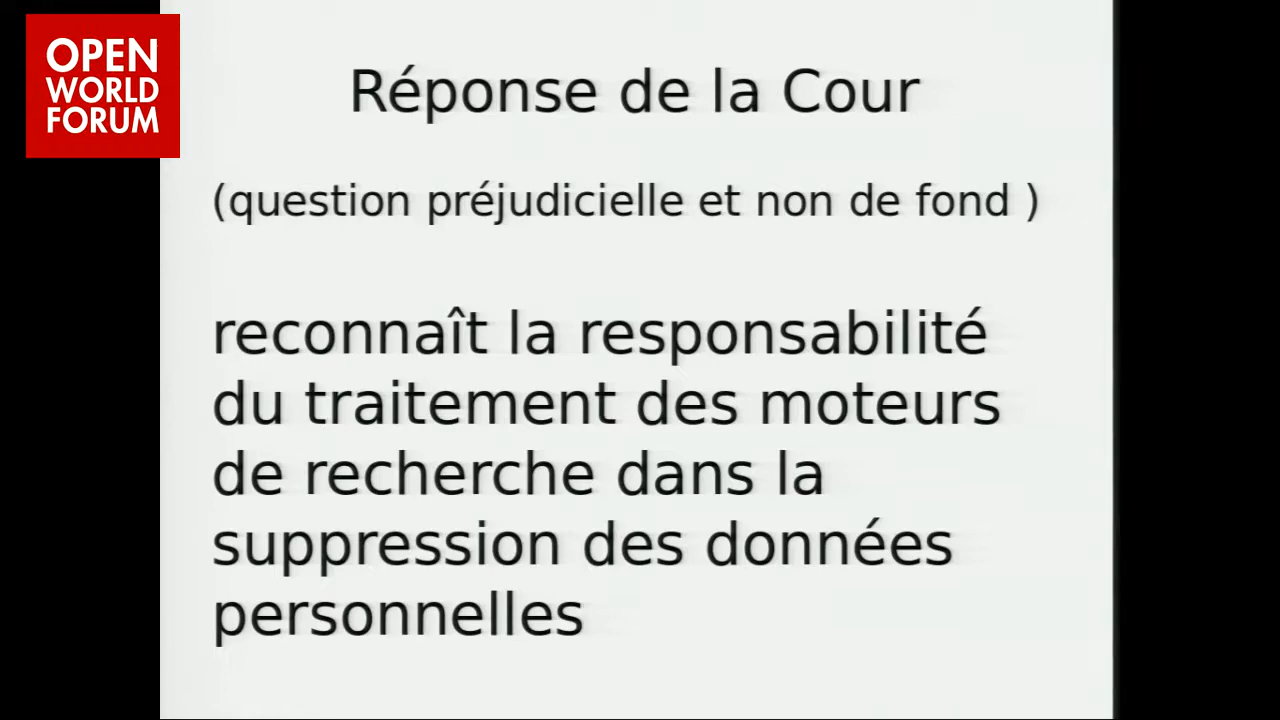 OPEN
WORLD
FORUM
Réponse de la Cour
(question préjudicielle et non de fond )
reconnaît la responsabilité
du traitement des moteurs
de recherche dans la
suppression des données
personnelles